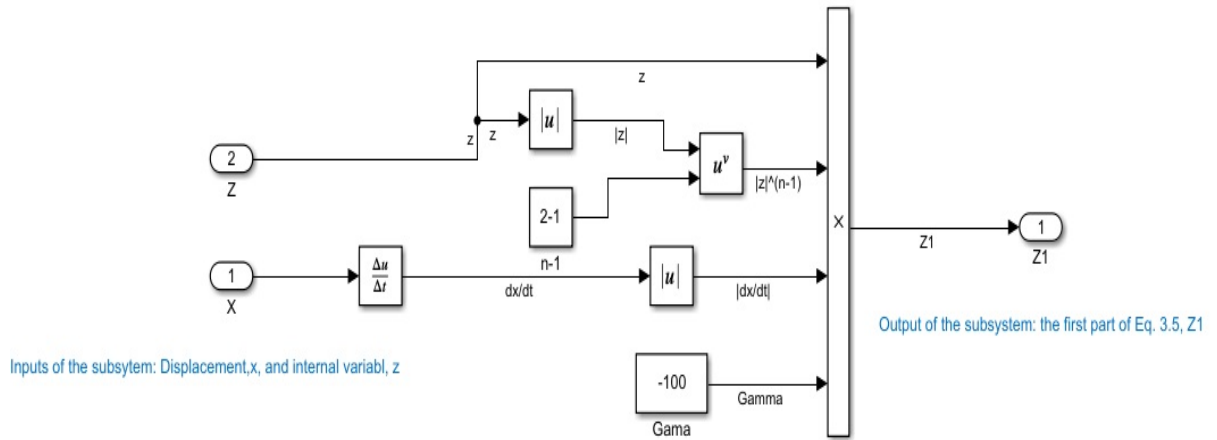 z
|u|
z
z
|z|
2
Z
u^v
|z|^(n-1)
2-1
n-1
X
Z1
1
Z1
1
X
Δu
Δt
dx/dt
|u|
|dx/dt|
Output of the subsystem: the first part of Eq. 3.5, Z1
Inputs of the subsytem: Displacement,x, and internal variabl, z
-100
Gamma
Gama